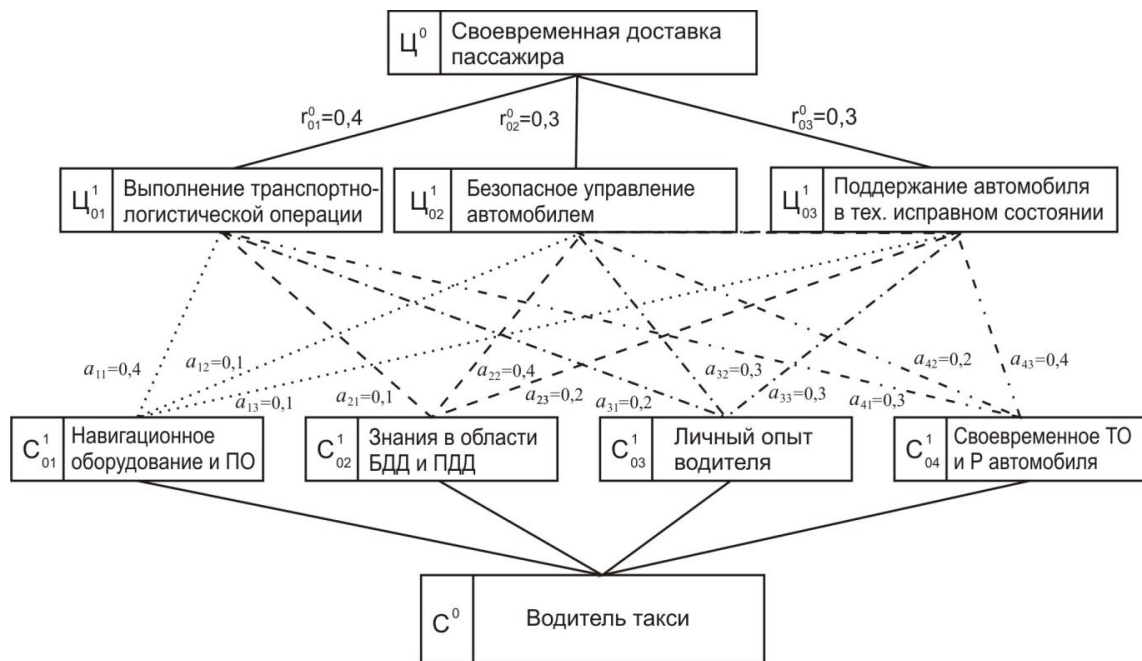 Ц⁰ Своевременная доставка
пассажира
r⁰₀₁=0,4
r⁰₀₂=0,3
r⁰₀₃=0,3
Ц¹₀₁ Выполнение транспортно-
логистической операции
Ц¹₀₂ Безопасное управление
автомобилем
Ц¹₀₃ Поддержание автомобиля
в тех. исправном состоянии
a₁₁=0,4
a₁₂=0,1
a₁₃=0,1
a₂₁=0,1
a₂₂=0,4
a₂₃=0,2
a₃₁=0,2
a₃₂=0,3
a₃₃=0,3
a₄₁=0,3
a₄₂=0,2
a₄₃=0,4
С¹₀₁ Навигационное
оборудование и ПО
С¹₀₂ Знания в области
БДД и ПДД
С¹₀₃ Личный опыт
водителя
С¹₀₄ Своевременное ТО
и Р автомобиля
С⁰ Водитель такси